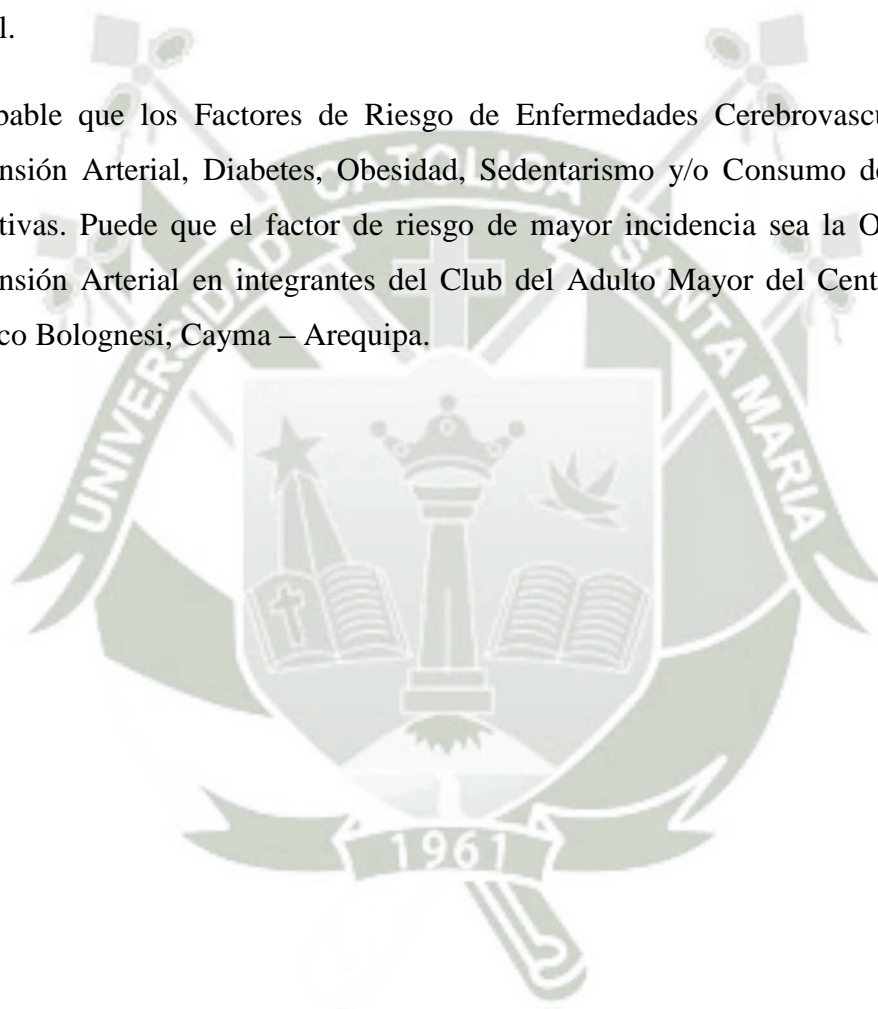 l.
bable que los Factores de Riesgo de Enfermedades Cerebrovascu
ensión Arterial, Diabetes, Obesidad, Sedentarismo y/o Consumo de
tivas. Puede que el factor de riesgo de mayor incidencia sea la O
ensión Arterial en integrantes del Club del Adulto Mayor del Cent
co Bolognesi, Cayma – Arequipa.
UNIVERSIDAD CATOLICA SANTA MARIA
1961